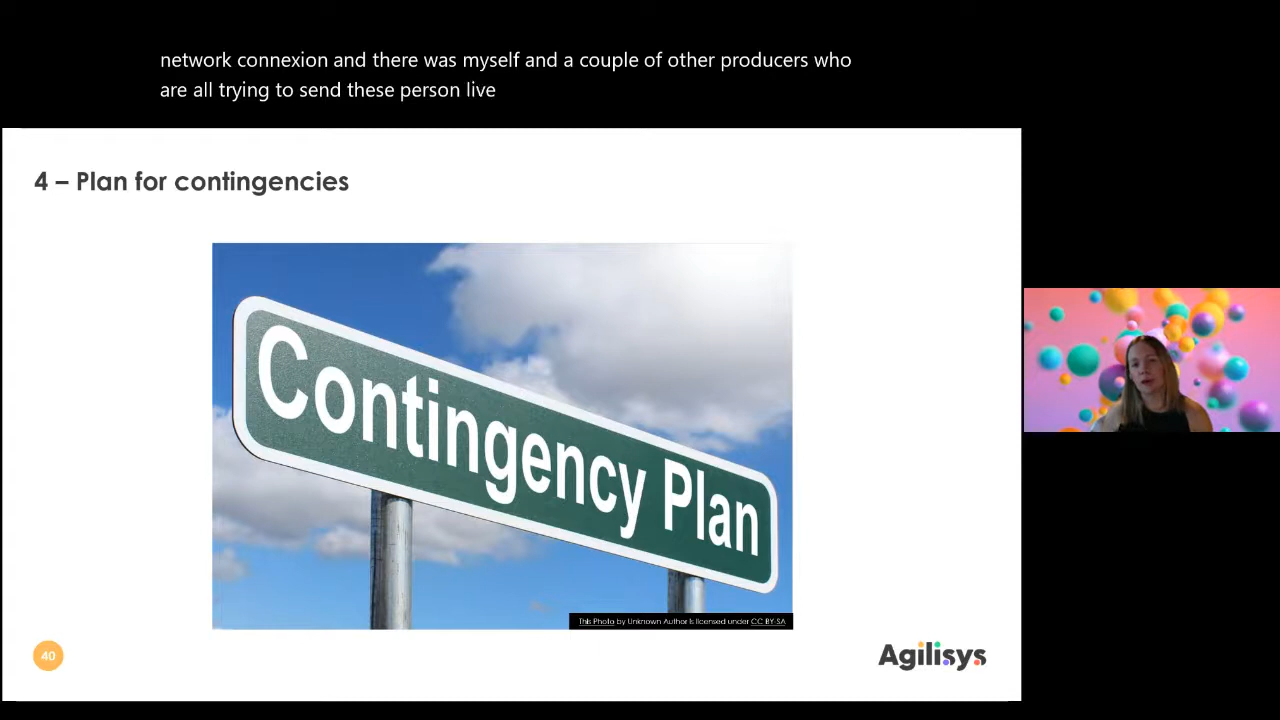 network connexion and there was myself and a couple of other producers who
are all trying to send these person live
4 – Plan for contingencies
Contingency Plan
This Photo by Unknown Author is licensed under CC BY-SA
40
Agilisys